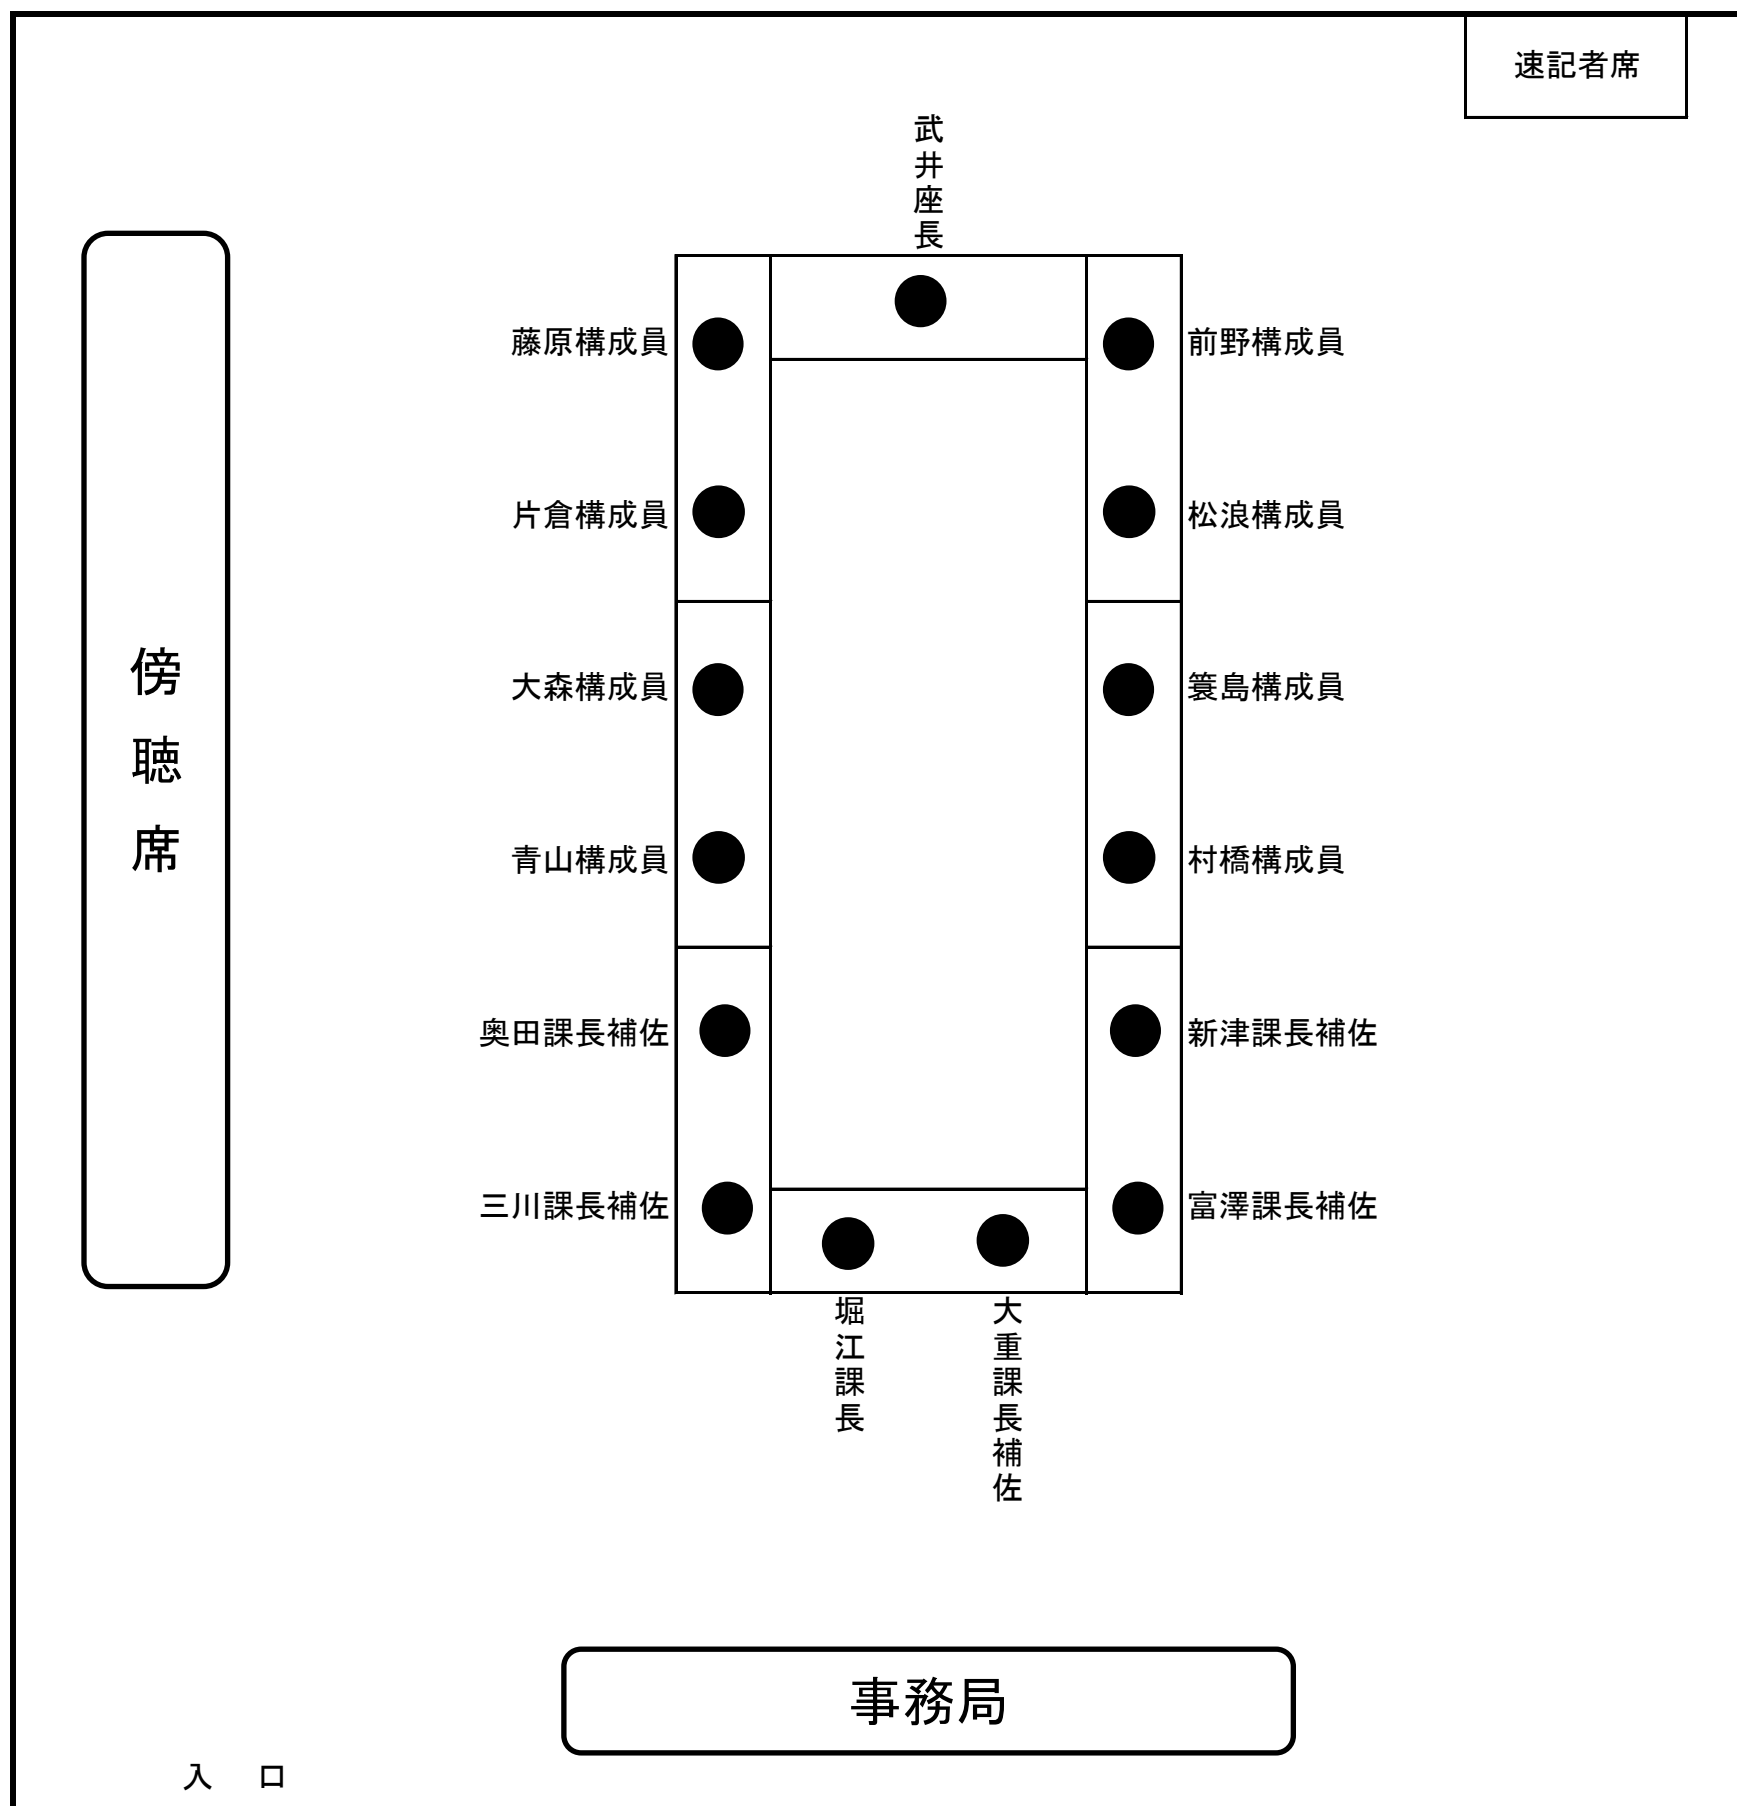 速記者席
武井座長
藤原構成員
前野構成員
片倉構成員
松浪構成員
大森構成員
簑島構成員
傍聴席
青山構成員
村橋構成員
奥田課長補佐
新津課長補佐
三川課長補佐
富澤課長補佐
堀江課長
大重課長補佐
事務局
入 口